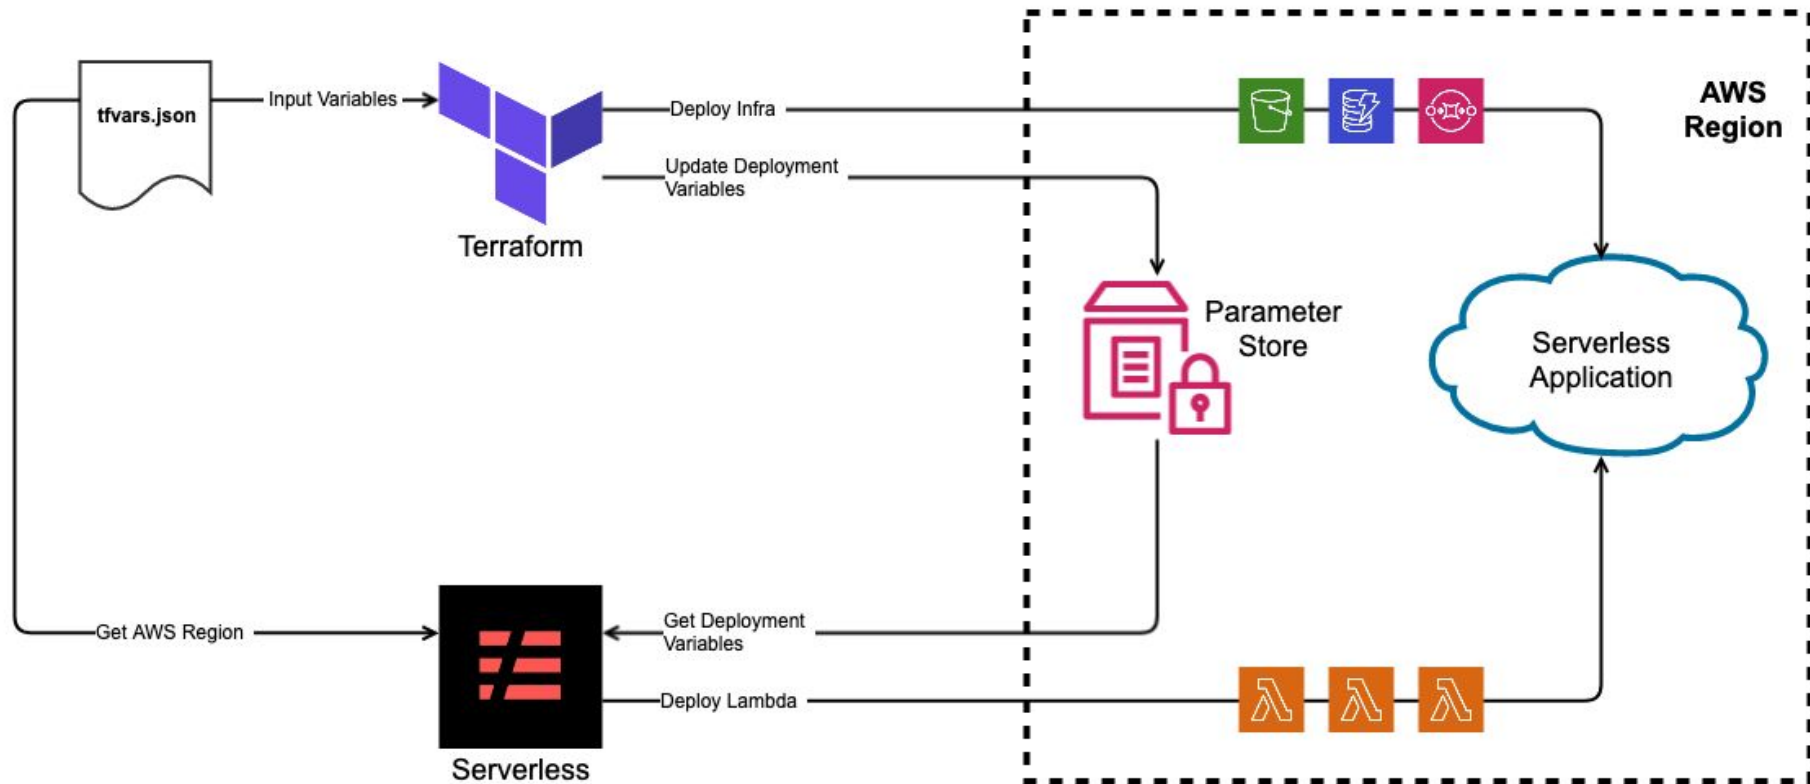 tfvars.json
Input Variables
Terraform
Deploy Infra
Update Deployment
Variables
AWS
Region
Parameter
Store
Serverless
Application
Get AWS Region
Get Deployment
Variables
Deploy Lambda
Serverless